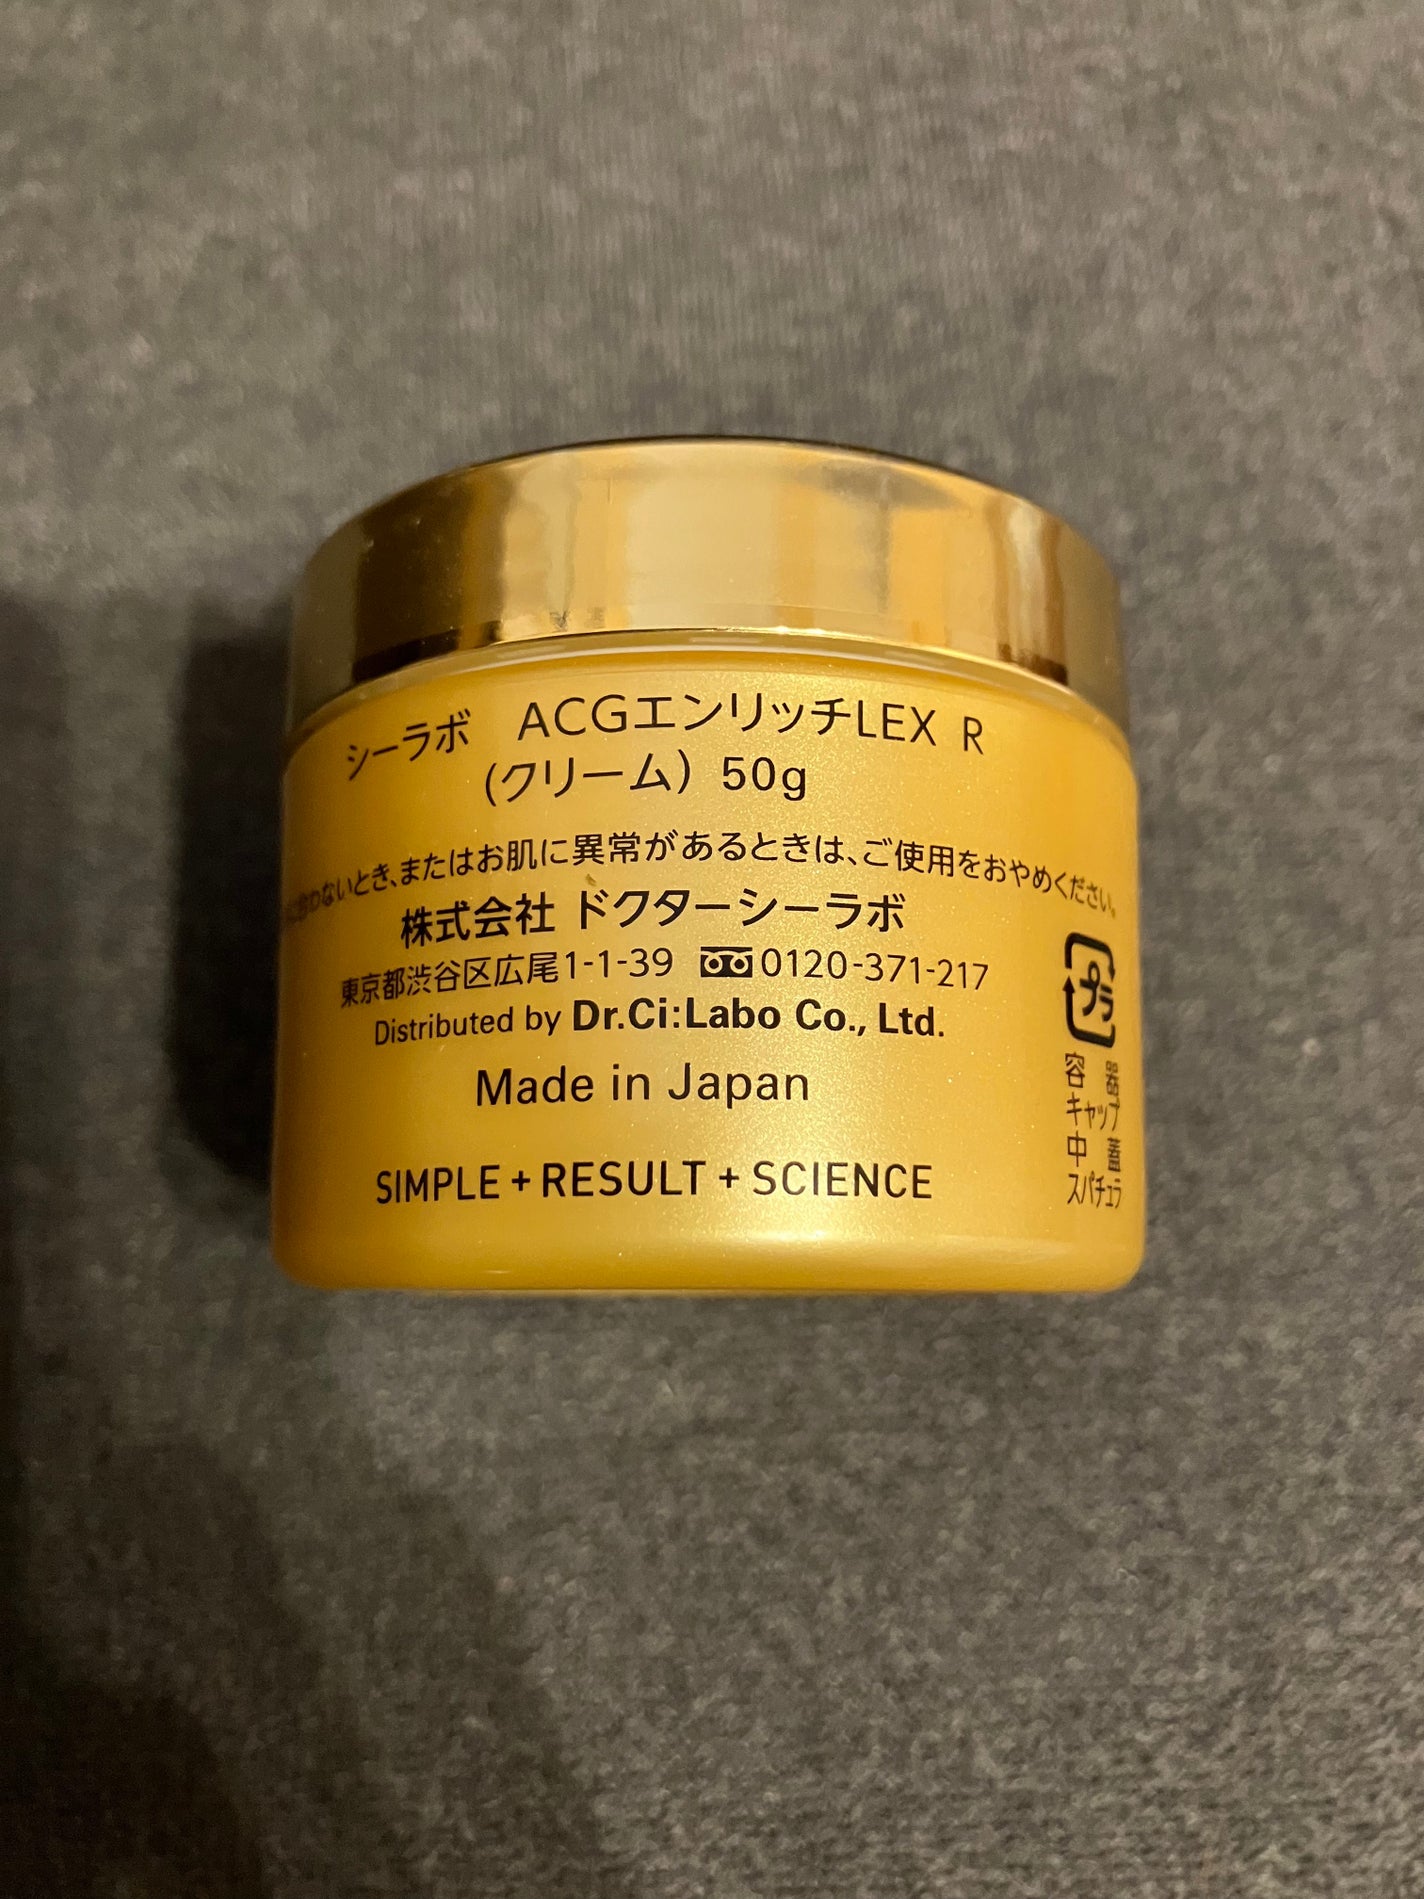 シーラボ ACGエンリッチLEX R
(クリーム) 50g
合わないとき、またはお肌に異常があるときは、ご使用をおやめください。
株式会社 ドクターシーラボ
東京都渋谷区広尾1-1-39 0120-371-217
Distributed by Dr.Ci:Labo Co., Ltd.
Made in Japan
SIMPLE + RESULT + SCIENCE
プラ
容器
キャップ
中蓋
スパチュラ